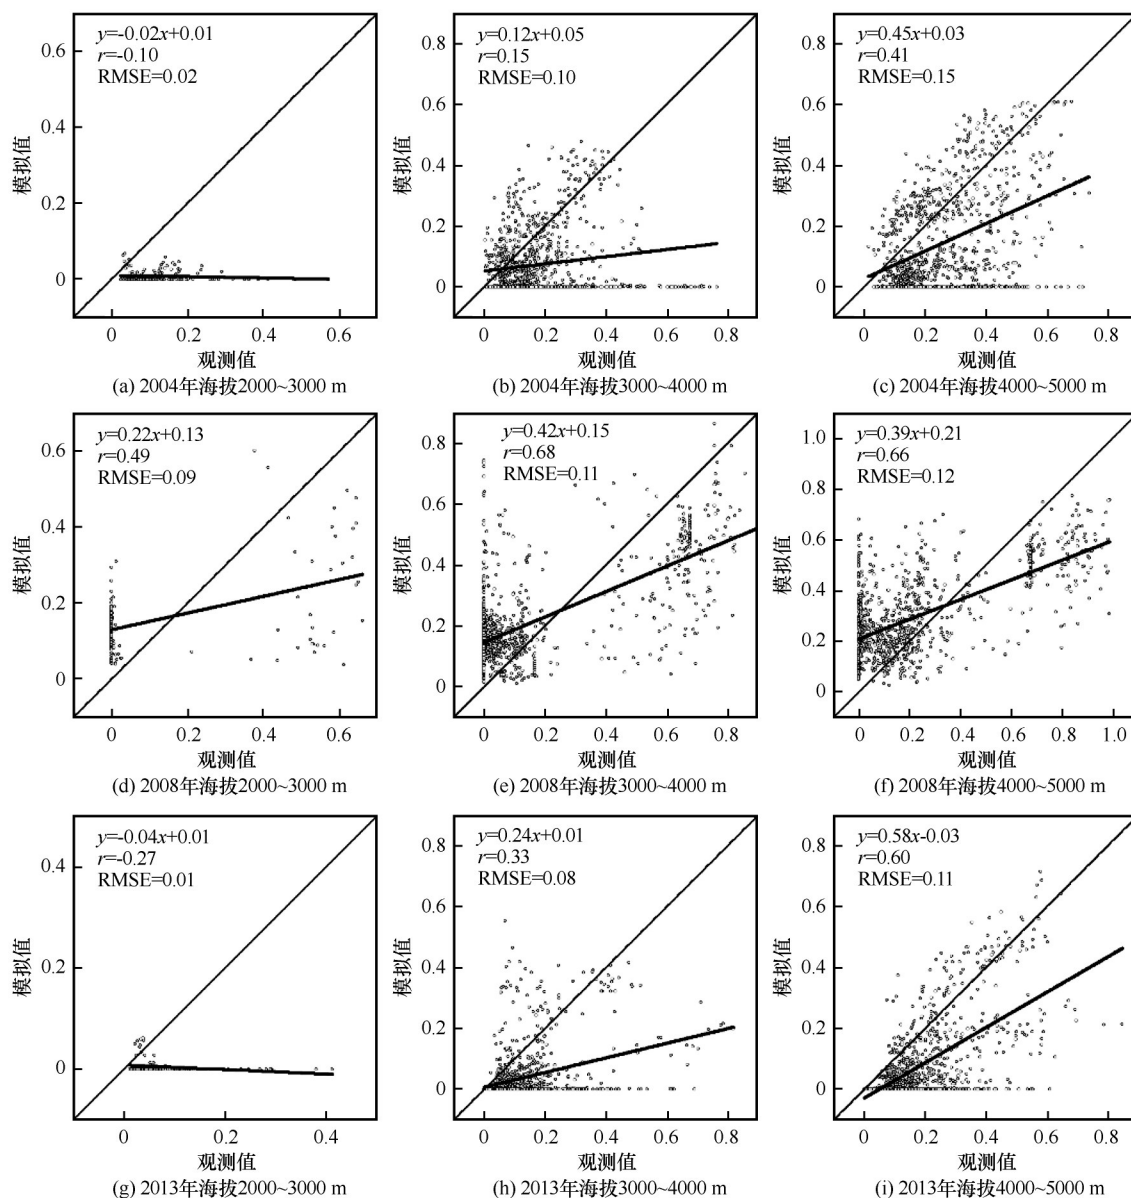 y=-0.02x+0.01
r=-0.10
RMSE=0.02
0.6
0.4
0.2
0
模拟值
0 0.2 0.4 0.6
观测值
(a) 2004年海拔2000~3000 m
y=0.12x+0.05
r=0.15
RMSE=0.10
0.8
0.6
0.4
0.2
0
模拟值
0 0.2 0.4 0.6 0.8
观测值
(b) 2004年海拔3000~4000 m
y=0.45x+0.03
r=0.41
RMSE=0.15
0.8
0.6
0.4
0.2
0
模拟值
0 0.2 0.4 0.6 0.8
观测值
(c) 2004年海拔4000~5000 m
y=0.22x+0.13
r=0.49
RMSE=0.09
0.6
0.4
0.2
0
模拟值
0 0.2 0.4 0.6
观测值
(d) 2008年海拔2000~3000 m
y=0.42x+0.15
r=0.68
RMSE=0.11
0.8
0.6
0.4
0.2
0
模拟值
0 0.2 0.4 0.6 0.8
观测值
(e) 2008年海拔3000~4000 m
y=0.39x+0.21
r=0.66
RMSE=0.12
1.0
0.8
0.6
0.4
0.2
0
模拟值
0 0.2 0.4 0.6 0.8 1.0
观测值
(f) 2008年海拔4000~5000 m
y=-0.04x+0.01
r=-0.27
RMSE=0.01
0.4
0.2
0
模拟值
0 0.2 0.4
观测值
(g) 2013年海拔2000~3000 m
y=0.24x+0.01
r=0.33
RMSE=0.08
0.8
0.6
0.4
0.2
0
模拟值
0 0.2 0.4 0.6 0.8
观测值
(h) 2013年海拔3000~4000 m
y=0.58x-0.03
r=0.60
RMSE=0.11
0.8
0.6
0.4
0.2
0
模拟值
0 0.2 0.4 0.6 0.8
观测值
(i) 2013年海拔4000~5000 m